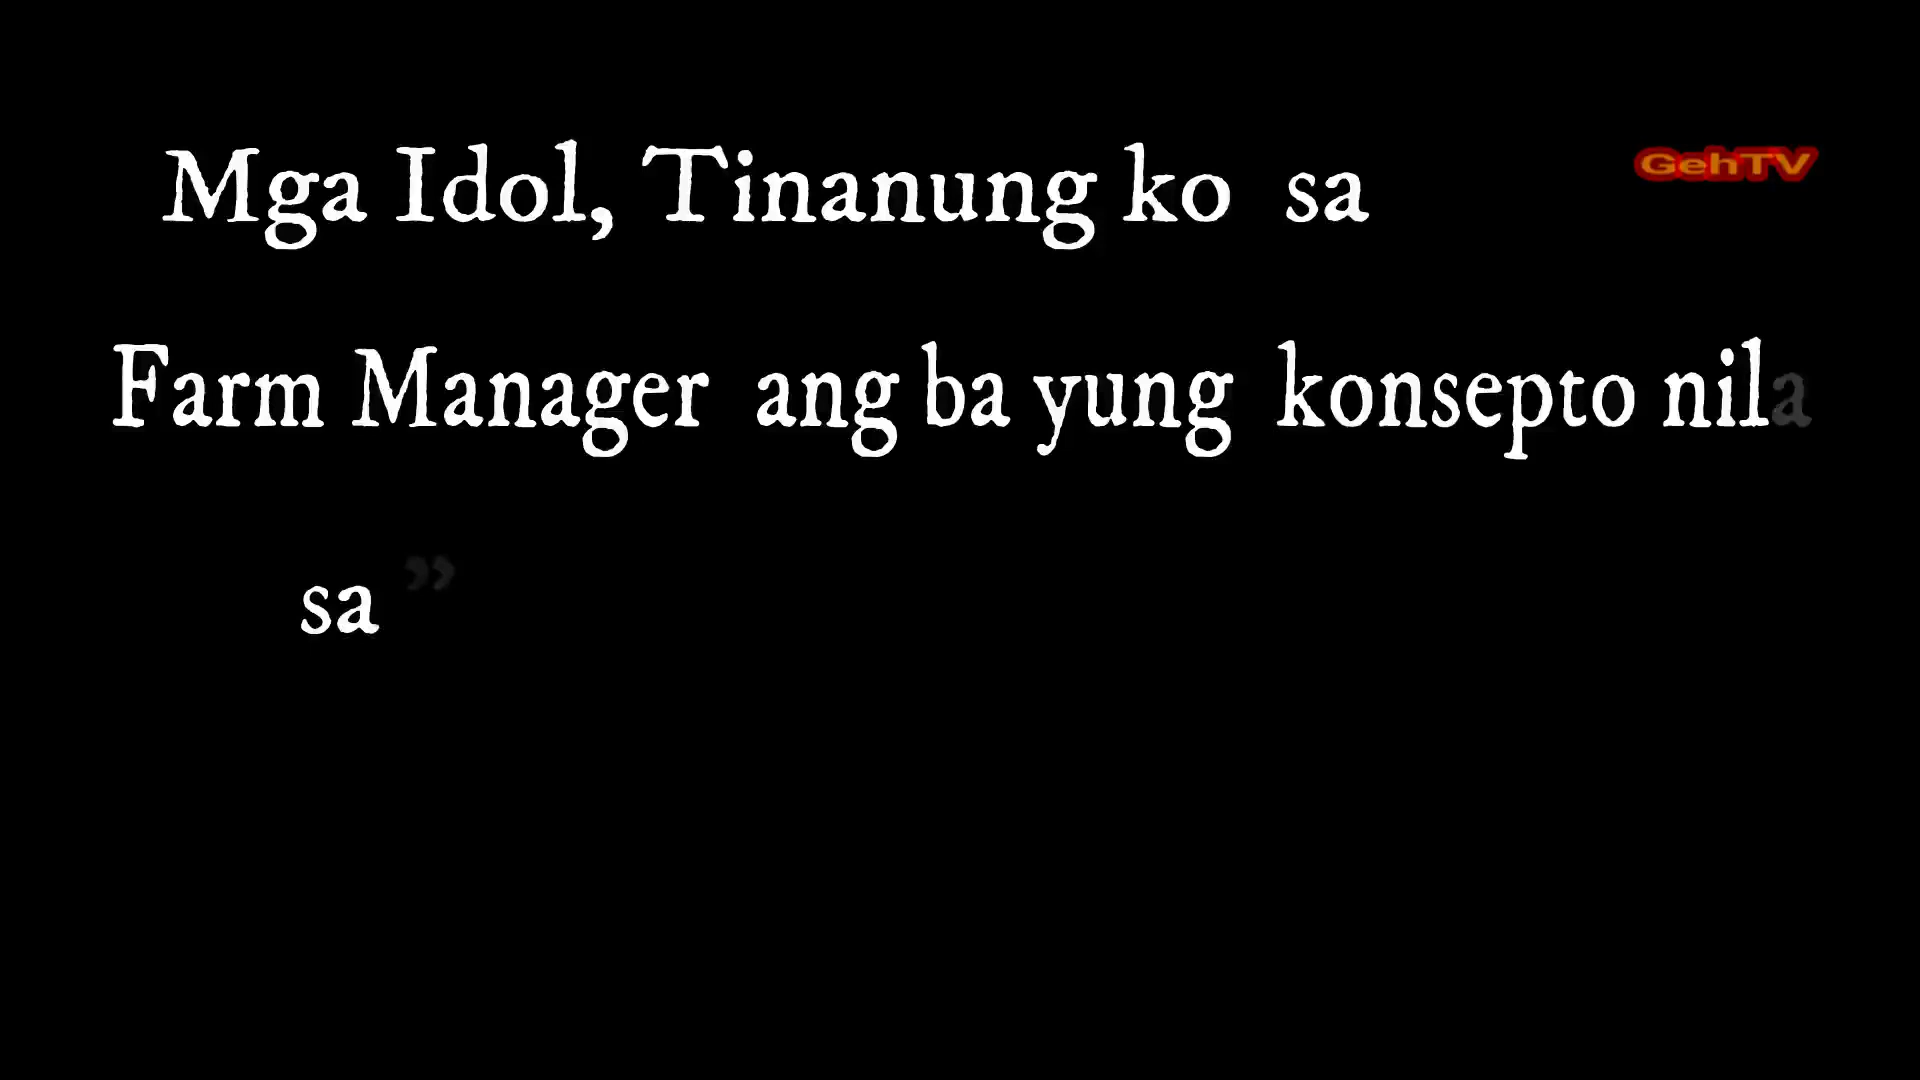 Mga Idol, Tinanung ko sa
GehTV
Farm Manager ang ba yung konsepto nila
sa ”